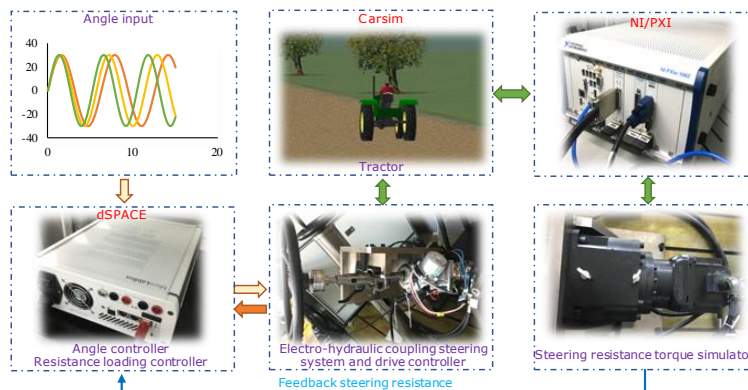 Angle input
40
20
0
-20
-40
0
10
20
Carsim
Tractor
NI/PXI
dSPACE
Angle controller
Resistance loading controller
Electro-hydraulic coupling steering
system and drive controller
Steering resistance torque simulator
Feedback steering resistance